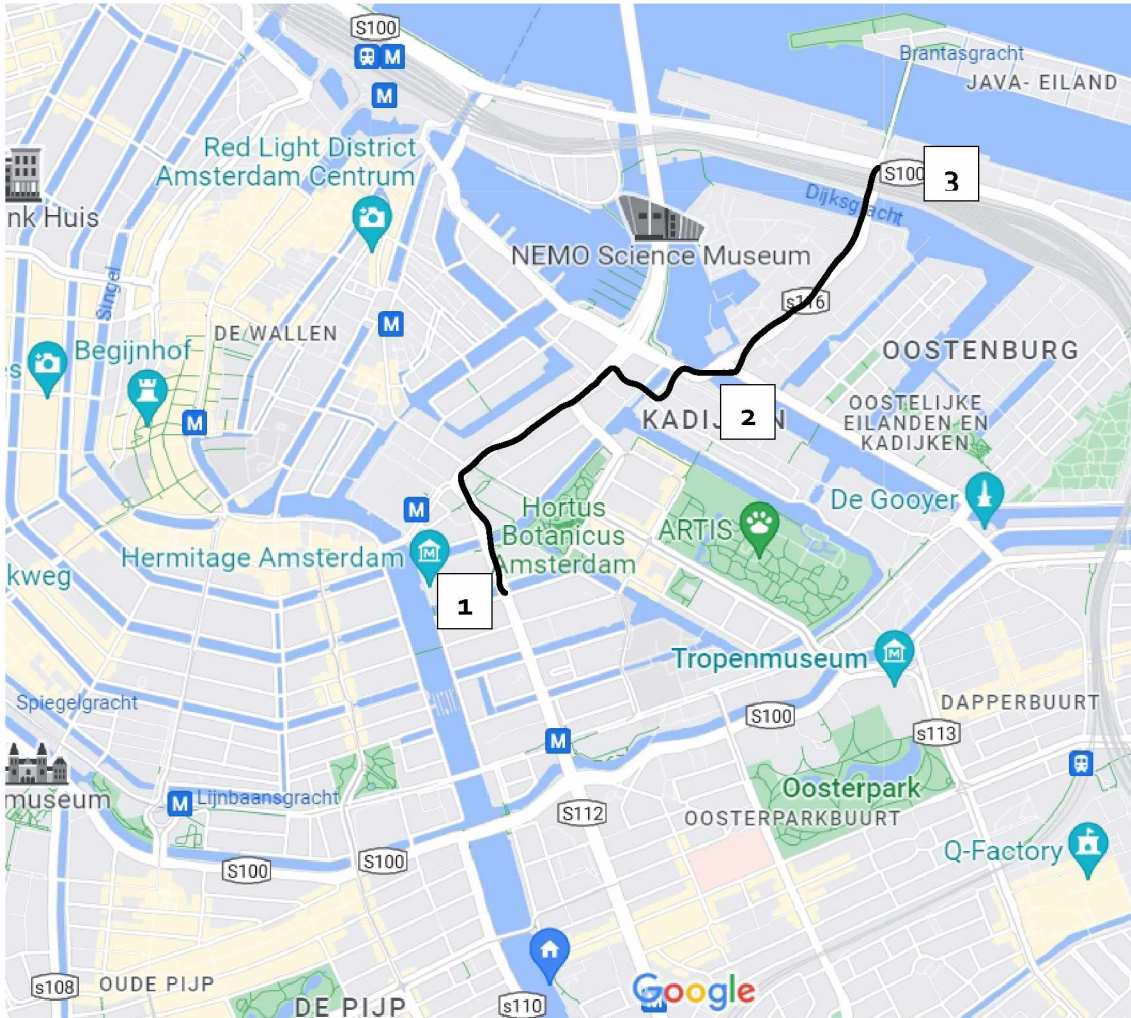 S100
M
M
Brantasgracht
JAVA- EILAND
Red Light District
Amsterdam Centrum
S100
3
Dijksgracht
nk Huis
NEMO Science Museum
Singel
s116
M
DE WALLEN
Begijnhof
es
OOSTENBURG
M
KADIJKEN
2
OOSTELIJKE
EILANDEN EN
KADIJKEN
De Gooyer
M
Hortus
Botanicus
Amsterdam
ARTIS
Hermitage Amsterdam
M
lkweg
1
Tropenmuseum
M
Spiegelgracht
S100
DAPPERBUURT
s113
M
museum
M
Lijnbaansgracht
S112
Oosterpark
OOSTERPARKBUURT
S100
S100
Q-Factory
s108
OUDE PIJP
DE PIJP
s110
Google
M